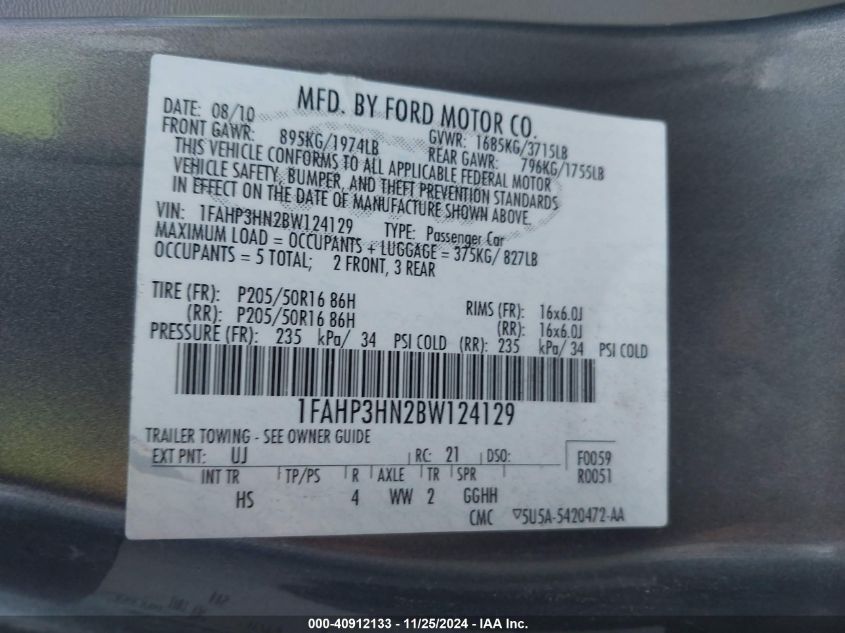 MFD. BY FORD MOTOR CO.
DATE: 08/10 GVWR: 1685KG/3715LB
FRONT GAWR: 895KG/1974LB REAR GAWR: 796KG/1755LB
THIS VEHICLE CONFORMS TO ALL APPLICABLE FEDERAL MOTOR
VEHICLE SAFETY, BUMPER, AND THEFT PREVENTION STANDARDS
IN EFFECT ON THE DATE OF MANUFACTURE SHOWN ABOVE.
VIN: 1FAHP3HN2BW124129 TYPE: Passenger Car
MAXIMUM LOAD = OCCUPANTS + LUGGAGE = 375KG/ 827LB
OCCUPANTS = 5 TOTAL; 2 FRONT, 3 REAR
TIRE (FR): P205/50R16 86H RIMS (FR): 16x6.0J
(RR): P205/50R16 86H (RR): 16x6.0J
PRESSURE (FR): 235 kPa/ 34 PSI COLD (RR): 235 kPa/ 34 PSI COLD
1FAHP3HN2BW124129
TRAILER TOWING - SEE OWNER GUIDE
EXT PNT: UJ RC: 21 DSO: F0059
INT TR TP/PS R AXLE TR SPR R0051
HS 4 WW 2 GGHH
CMC ▽5U5A-5420472-AA
000-40912133 - 11/25/2024 - IAA Inc.